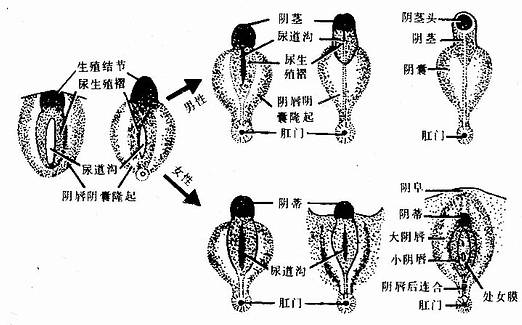 生殖结节
尿生殖褶
尿道沟
阴唇阴囊隆起
男性
女性
阴茎
尿道沟
尿生
殖褶
阴唇阴
囊隆起
肛门
阴茎头
阴茎
阴囊
肛门
阴蒂
尿道沟
肛门
阴阜
阴蒂
大阴唇
小阴唇
阴唇后连合
肛门
处女膜